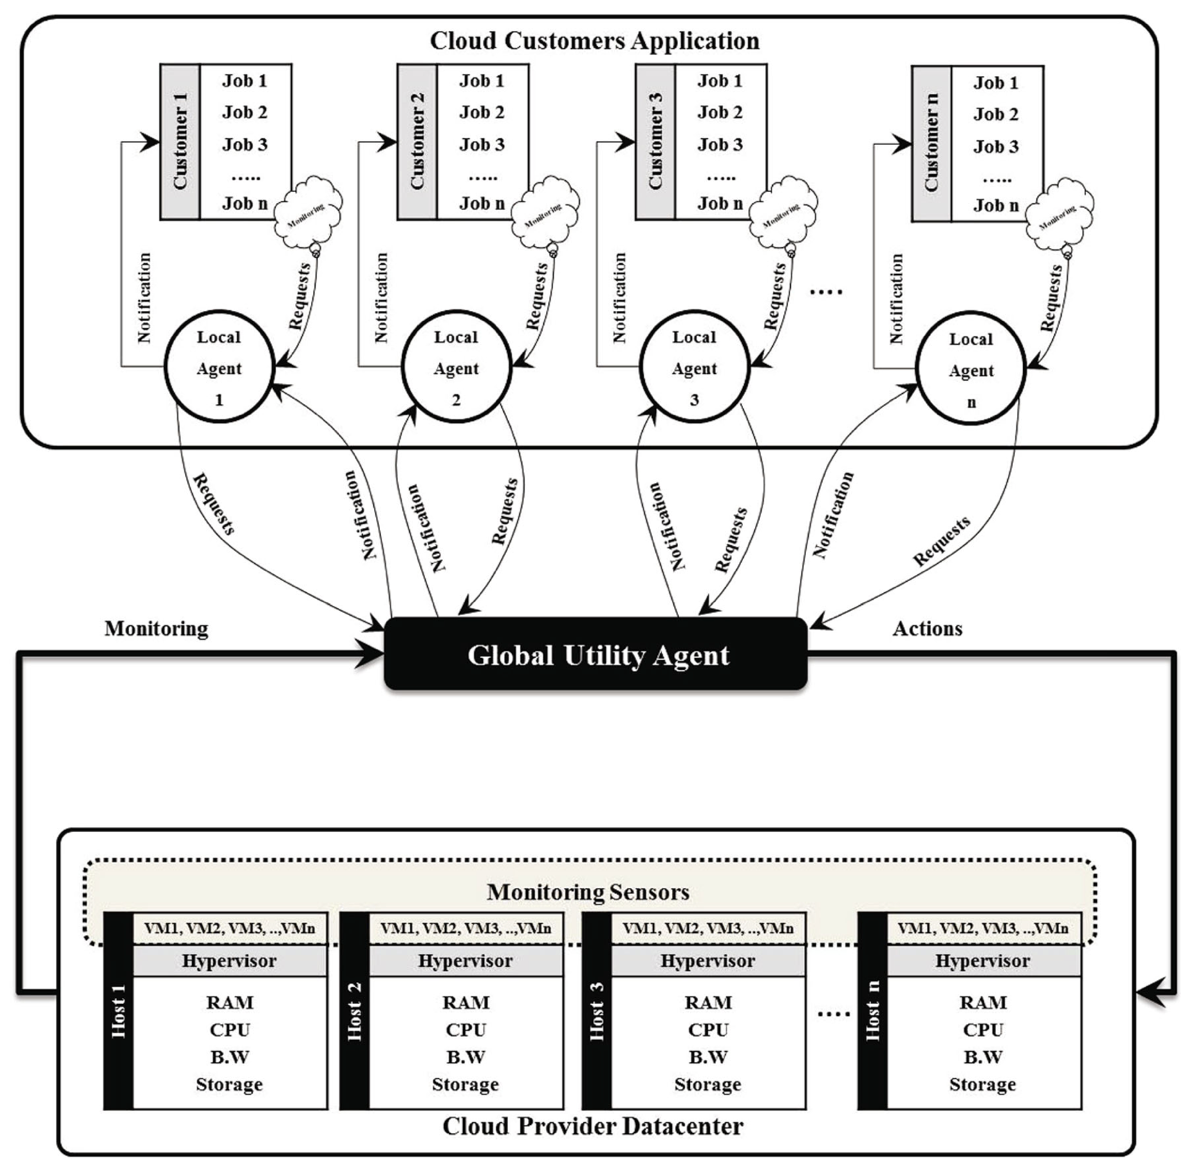 Cloud Customers Application
Customer 1
Job 1
Job 2
Job 3
.....
Job n
Monitoring
Customer 2
Job 1
Job 2
Job 3
.....
Job n
Monitoring
Customer 3
Job 1
Job 2
Job 3
.....
Job n
Monitoring
Customer n
Job 1
Job 2
Job 3
.....
Job n
Monitoring
Notification
Requests
Notification
Requests
Notification
Requests
....
Notification
Requests
Local
Agent
1
Local
Agent
2
Local
Agent
3
Local
Agent
n
Requests
Notification
Notification
Requests
Notification
Requests
Notification
Requests
Monitoring
Global Utility Agent
Actions
Monitoring Sensors
Host 1
VM1, VM2, VM3, ..,VMn
Hypervisor
RAM
CPU
B.W
Storage
Host 2
VM1, VM2, VM3, ..,VMn
Hypervisor
RAM
CPU
B.W
Storage
Host 3
VM1, VM2, VM3, ..,VMn
Hypervisor
RAM
CPU
B.W
Storage
....
Host n
VM1, VM2, VM3, ..,VMn
Hypervisor
RAM
CPU
B.W
Storage
Cloud Provider Datacenter